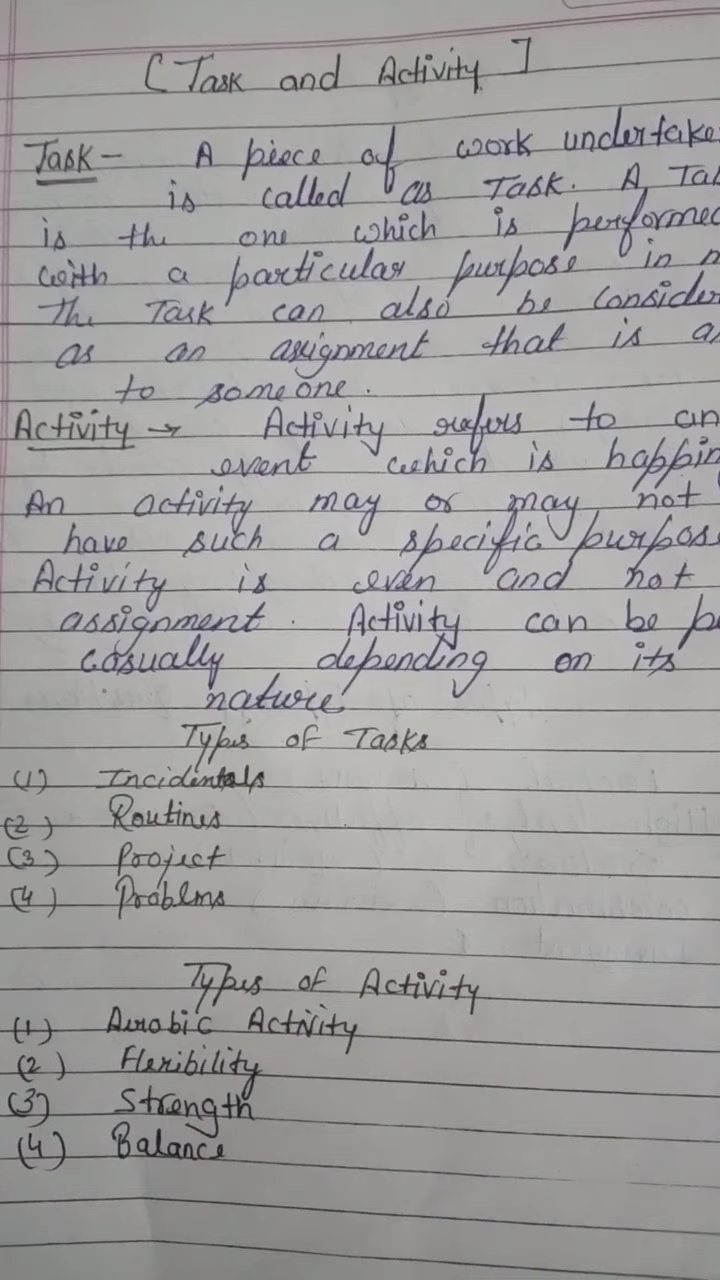 [Task and Activity]
Task - A piece of work undertake
is called as Task. A Ta
is the one which is performe
with a particular purpose in
The Task can also be consider
as an assignment that is a
to someone.
Activity → Activity refers to an
event which is happin
An activity may or may not
have such a specific purpos
Activity is even and not
assignment. Activity can be p
casually depending on its
nature
Types of Tasks
(1) Incidentals
(2) Routines
(3) Project
(4) Problms
Types of Activity
(1) Aerobic Activity
(2) Flexibility
(3) Strength
(4) Balance